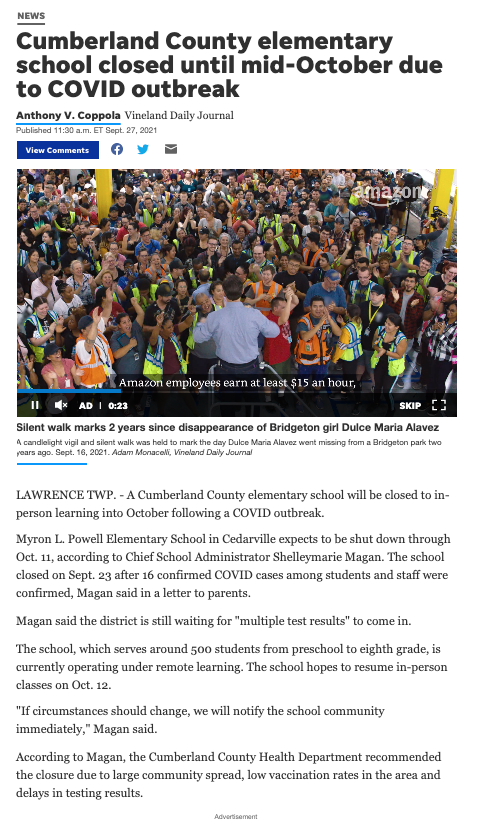 NEWS
Cumberland County elementary
school closed until mid-October due
to COVID outbreak
Anthony V. Coppola Vineland Daily Journal
Published 11:30 a.m. ET Sept. 27, 2021
View Comments
amazon
Amazon employees earn at least $15 an hour,
AD | 0:23 SKIP
Silent walk marks 2 years since disappearance of Bridgeton girl Dulce Maria Alavez
A candlelight vigil and silent walk was held to mark the day Dulce Maria Alavez went missing from a Bridgeton park two
years ago. Sept. 16, 2021. Adam Monacelli, Vineland Daily Journal
LAWRENCE TWP. - A Cumberland County elementary school will be closed to in-
person learning into October following a COVID outbreak.
Myron L. Powell Elementary School in Cedarville expects to be shut down through
Oct. 11, according to Chief School Administrator Shelleymarie Magan. The school
closed on Sept. 23 after 16 confirmed COVID cases among students and staff were
confirmed, Magan said in a letter to parents.
Magan said the district is still waiting for "multiple test results" to come in.
The school, which serves around 500 students from preschool to eighth grade, is
currently operating under remote learning. The school hopes to resume in-person
classes on Oct. 12.
"If circumstances should change, we will notify the school community
immediately," Magan said.
According to Magan, the Cumberland County Health Department recommended
the closure due to large community spread, low vaccination rates in the area and
delays in testing results.
Advertisement